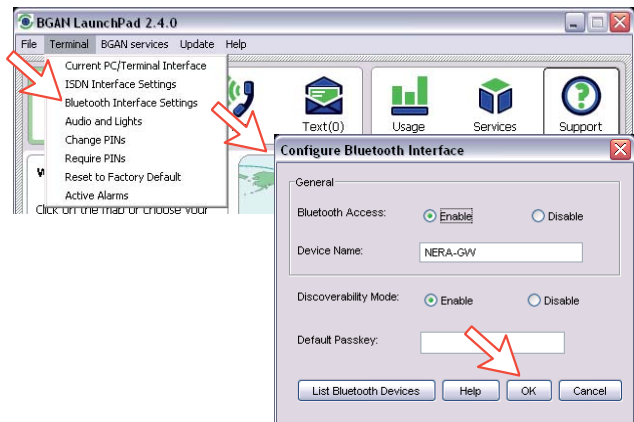 BGAN LaunchPad 2.4.0
File Terminal BGAN services Update Help
Current PC/Terminal Interface
ISDN Interface Settings
Bluetooth Interface Settings
Audio and Lights
Change PINs
Require PINs
Reset to Factory Default
Active Alarms
Text(0) Usage Services Support
Click on the map or choose your
Configure Bluetooth Interface
General
Bluetooth Access: Enable Disable
Device Name: NERA-GW
Discoverability Mode: Enable Disable
Default Passkey:
List Bluetooth Devices Help OK Cancel